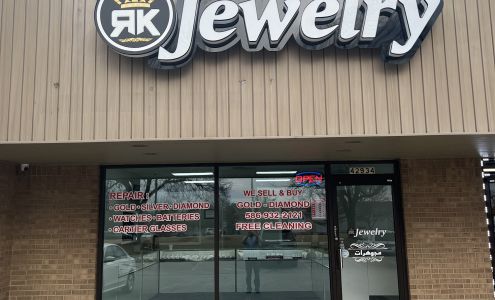 RK
Jewelry
42934
REPAIR:
· GOLD · SILVER · DIAMOND
· WATCHES · BATTERIES
· CARTIER GLASSES
OPEN
WE SELL & BUY
GOLD - DIAMOND
586-932-2121
FREE CLEANING
Jewelry
مجوهرات